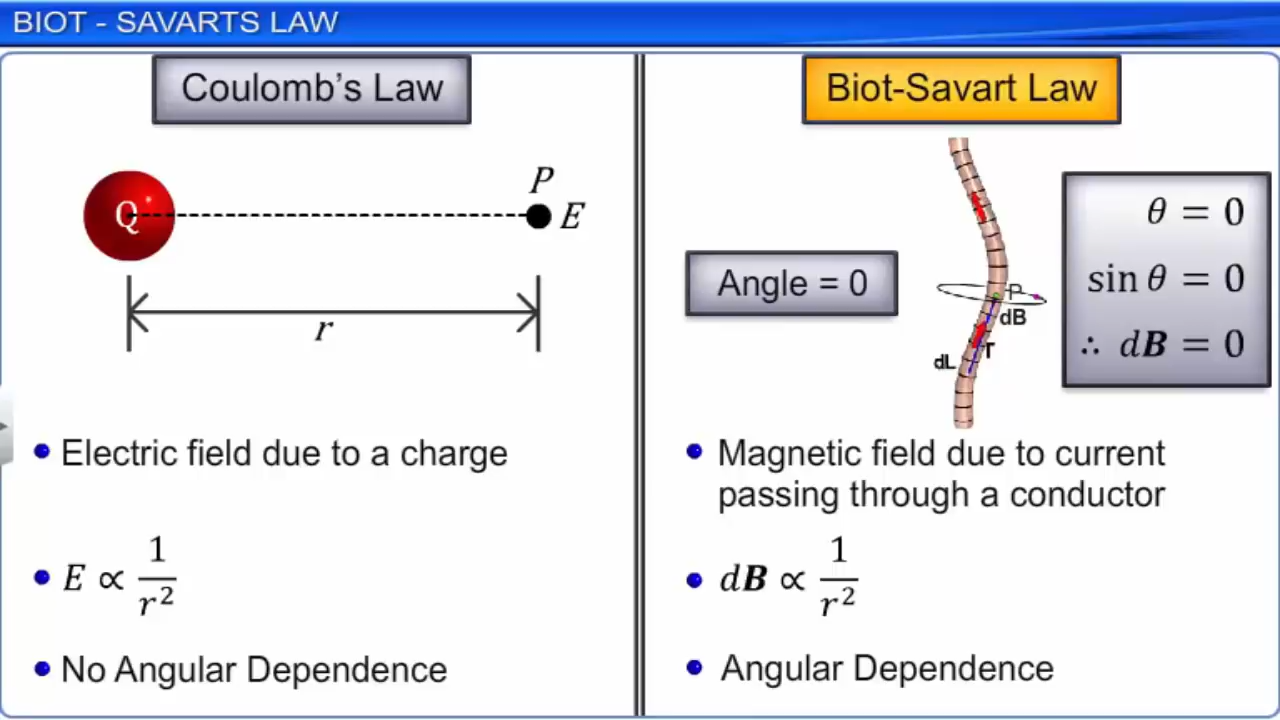 BIOT - SAVARTS LAW
Coulomb's Law
Q
P
E
r
Electric field due to a charge
E ∝ 1/r²
No Angular Dependence
Biot-Savart Law
Angle = 0
P
dB
r
dL
θ = 0
sin θ = 0
∴ dB = 0
Magnetic field due to current
passing through a conductor
dB ∝ 1/r²
Angular Dependence